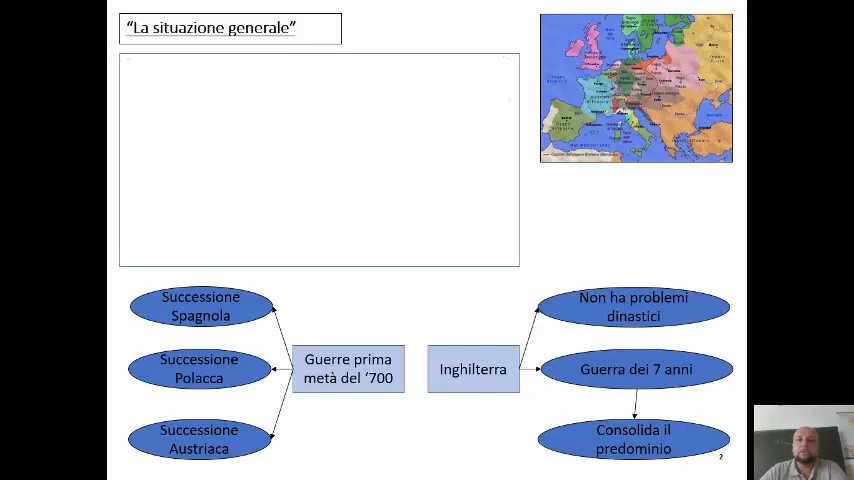 “La situazione generale”
Successione
Spagnola
Successione
Polacca
Successione
Austriaca
Guerre prima
metà del ‘700
Inghilterra
Non ha problemi
dinastici
Guerra dei 7 anni
Consolida il
predominio
2